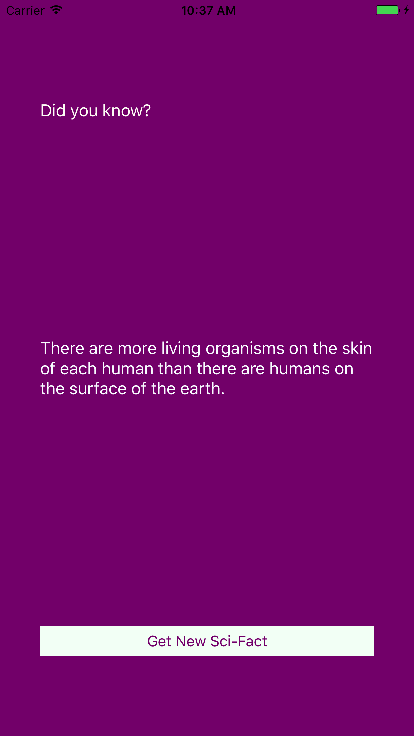 Carrier 10:37 AM
Did you know?
There are more living organisms on the skin
of each human than there are humans on
the surface of the earth.
Get New Sci-Fact